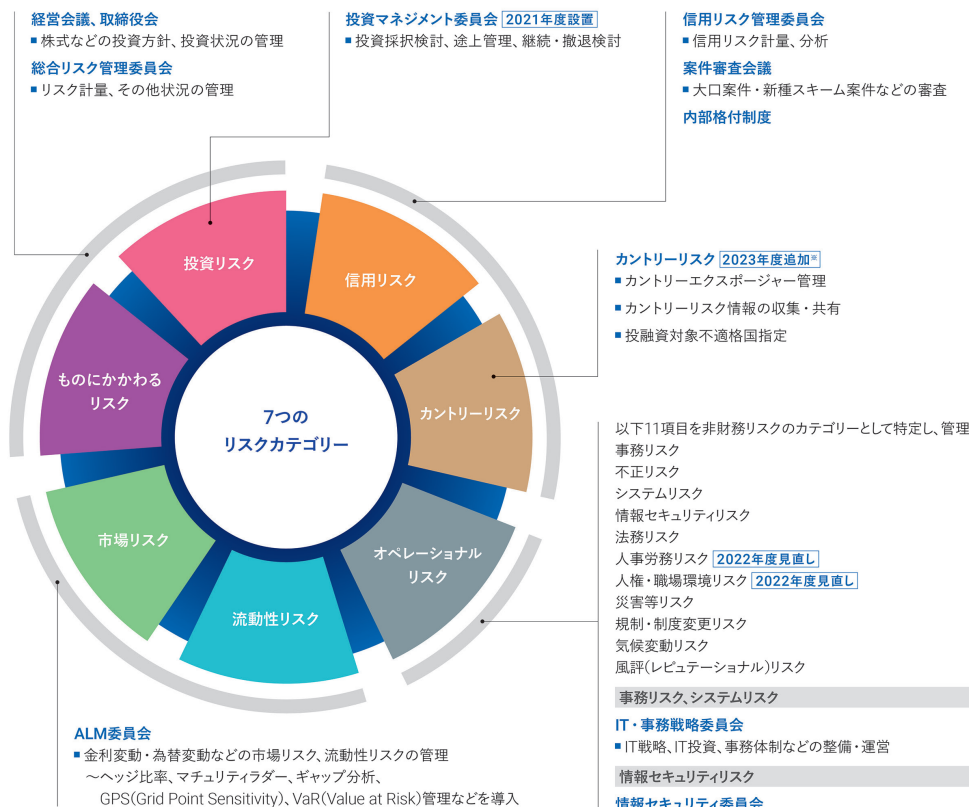 経営会議、取締役会
■ 株式などの投資方針、投資状況の管理
総合リスク管理委員会
■ リスク計量、その他状況の管理
投資マネジメント委員会 2021年度設置
■ 投資採択検討、途上管理、継続・撤退検討
信用リスク管理委員会
■ 信用リスク計量、分析
案件審査会議
■ 大口案件・新種スキーム案件などの審査
内部格付制度
投資リスク
信用リスク
ものにかかわる
リスク
カントリーリスク
7つの
リスクカテゴリー
市場リスク
オペレーショナル
リスク
流動性リスク
カントリーリスク 2023年度追加※
■ カントリーエクスポージャー管理
■ カントリーリスク情報の収集・共有
■ 投融資対象不適格国指定
以下11項目を非財務リスクのカテゴリーとして特定し、管理
事務リスク
不正リスク
システムリスク
情報セキュリティリスク
法務リスク
人事労務リスク 2022年度見直し
人権・職場環境リスク 2022年度見直し
災害等リスク
規制・制度変更リスク
気候変動リスク
風評(レピュテーショナル)リスク
事務リスク、システムリスク
IT・事務戦略委員会
■ IT戦略、IT投資、事務体制などの整備・運営
情報セキュリティリスク
情報セキュリティ委員会
ALM委員会
■ 金利変動・為替変動などの市場リスク、流動性リスクの管理
～ヘッジ比率、マチュリティラダー、ギャップ分析、
GPS(Grid Point Sensitivity)、VaR(Value at Risk)管理などを導入